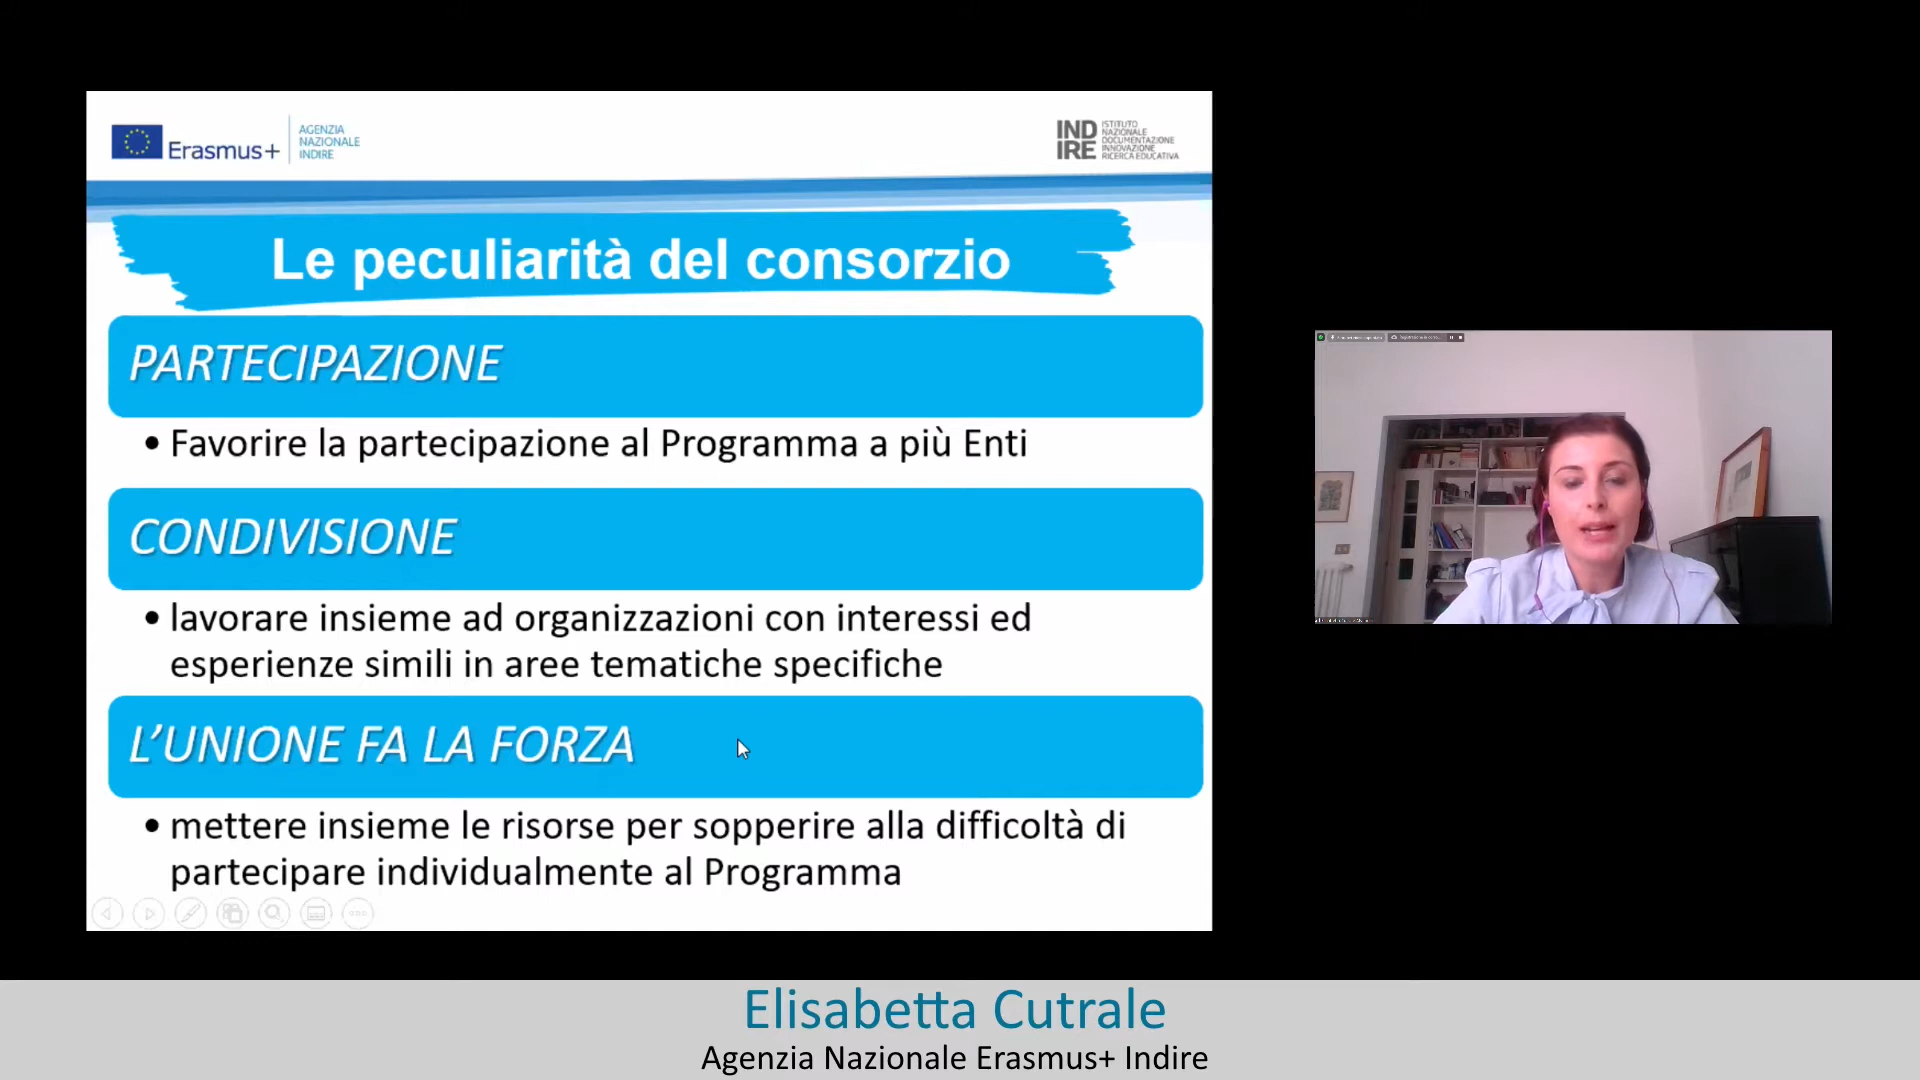 Erasmus+
AGENZIA
NAZIONALE
INDIRE
IND
IRE
ISTITUTO
NAZIONALE
DOCUMENTAZIONE
INNOVAZIONE
RICERCA EDUCATIVA
Le peculiarità del consorzio
PARTECIPAZIONE
• Favorire la partecipazione al Programma a più Enti
CONDIVISIONE
• lavorare insieme ad organizzazioni con interessi ed
esperienze simili in aree tematiche specifiche
L’UNIONE FA LA FORZA
• mettere insieme le risorse per sopperire alla difficoltà di
partecipare individualmente al Programma
Elisabetta Cutrale
Agenzia Nazionale Erasmus+ Indire